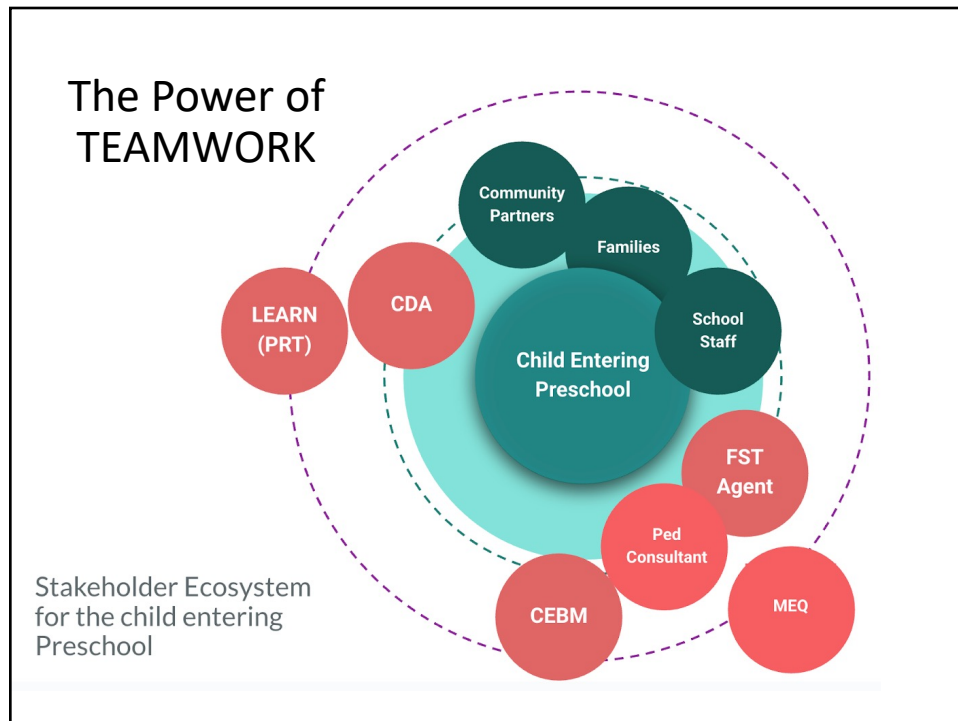 The Power of
TEAMWORK
Community
Partners
Families
LEARN
(PRT)
CDA
School
Staff
Child Entering
Preschool
FST
Agent
Ped
Consultant
CEBM
MEQ
Stakeholder Ecosystem
for the child entering
Preschool